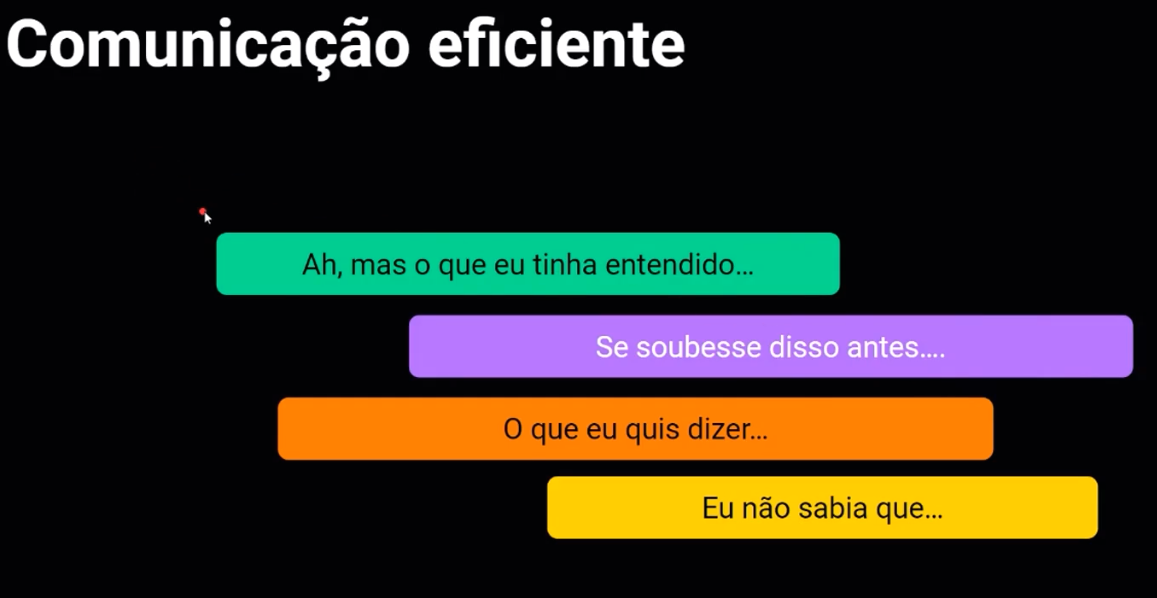 Comunicação eficiente
Ah, mas o que eu tinha entendido...
Se soubesse disso antes....
O que eu quis dizer...
Eu não sabia que...